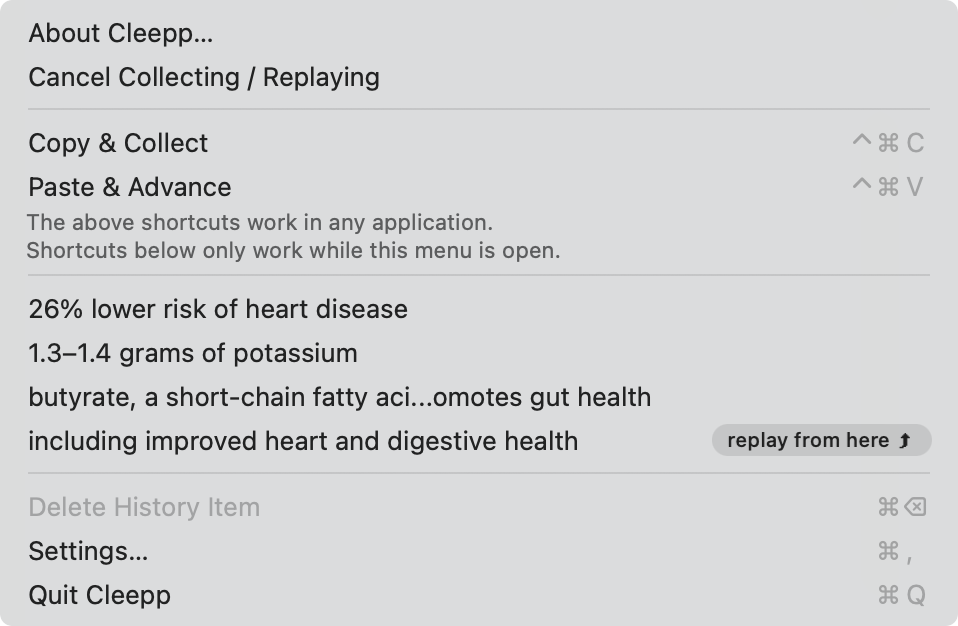 About Cleepp...
Cancel Collecting / Replaying
Copy & Collect ^ ⌘ C
Paste & Advance ^ ⌘ V
The above shortcuts work in any application.
Shortcuts below only work while this menu is open.
26% lower risk of heart disease
1.3–1.4 grams of potassium
butyrate, a short-chain fatty aci...omotes gut health
including improved heart and digestive health replay from here ⤴
Delete History Item ⌘ ⌫
Settings... ⌘ ,
Quit Cleepp ⌘ Q